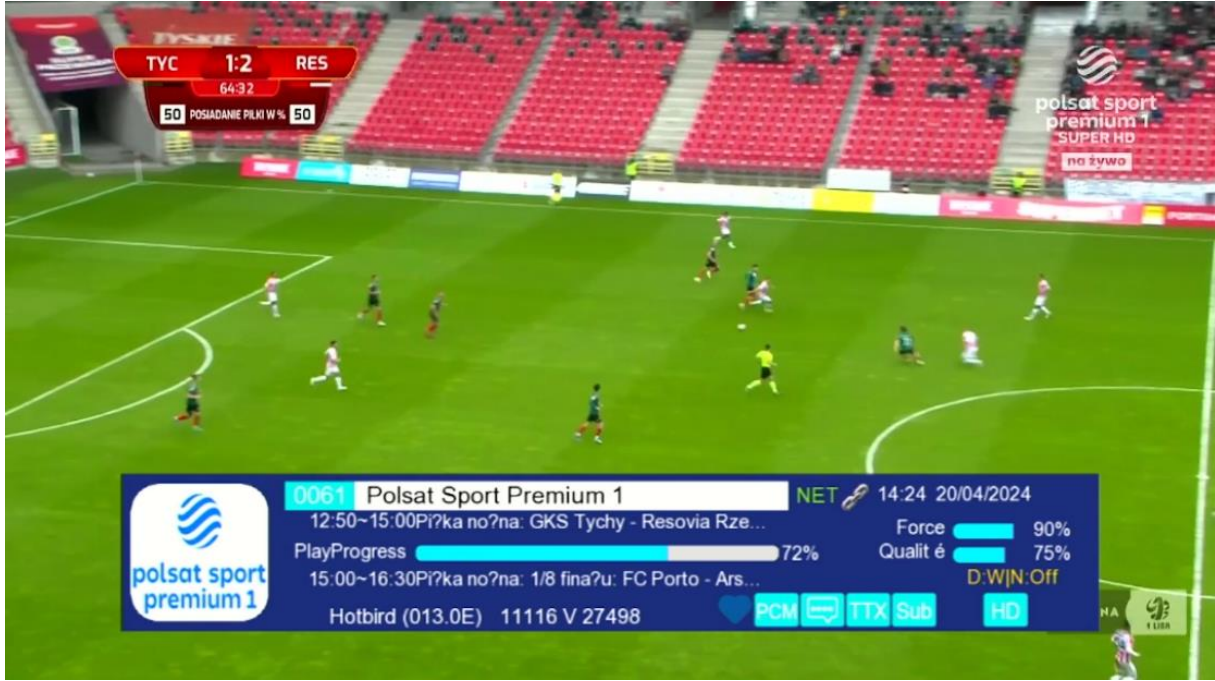 TYSKIE
TYC 1:2 RES
64:32
50 POSIADANIE PIŁKI W % 50
polsat sport
premium 1
SUPER HD
na żywo
0061 Polsat Sport Premium 1 NET 14:24 20/04/2024
12:50~15:00Pi?ka no?na: GKS Tychy - Resovia Rze...
Force 90%
PlayProgress 72%
Qualit é 75%
15:00~16:30Pi?ka no?na: 1/8 fina?u: FC Porto - Ars...
D:W|N:Off
polsat sport
premium 1
Hotbird (013.0E) 11116 V 27498
PCM TTX Sub HD
NA
1 LIGA